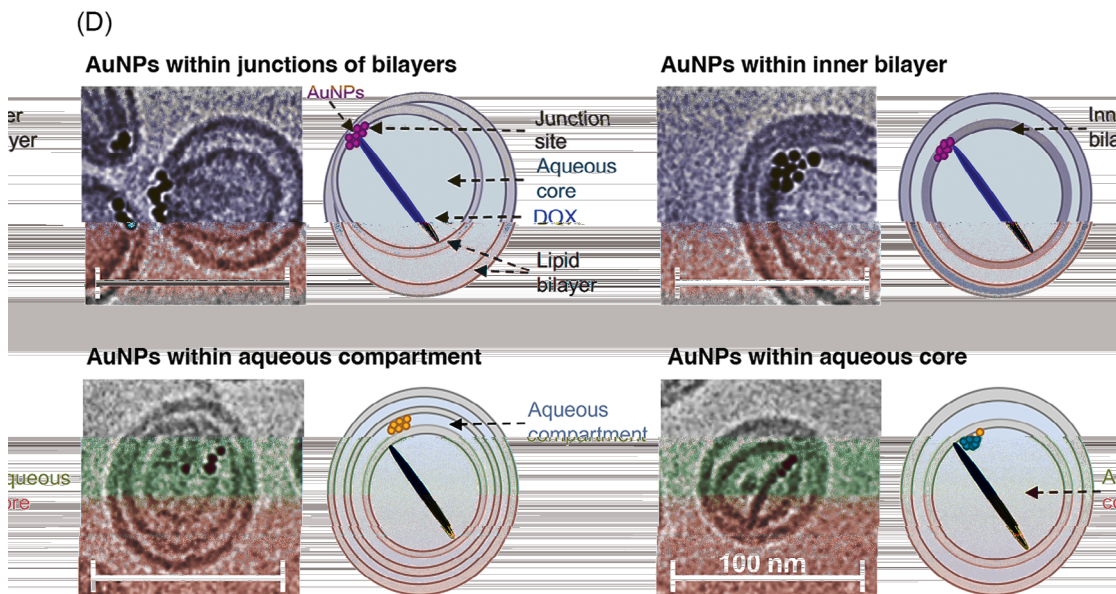 (D)
AuNPs within junctions of bilayers
AuNPs within inner bilayer
AuNPs
Junction
site
Aqueous
core
DOX
Lipid
bilayer
AuNPs within aqueous compartment
AuNPs within aqueous core
Aqueous
compartment
100 nm